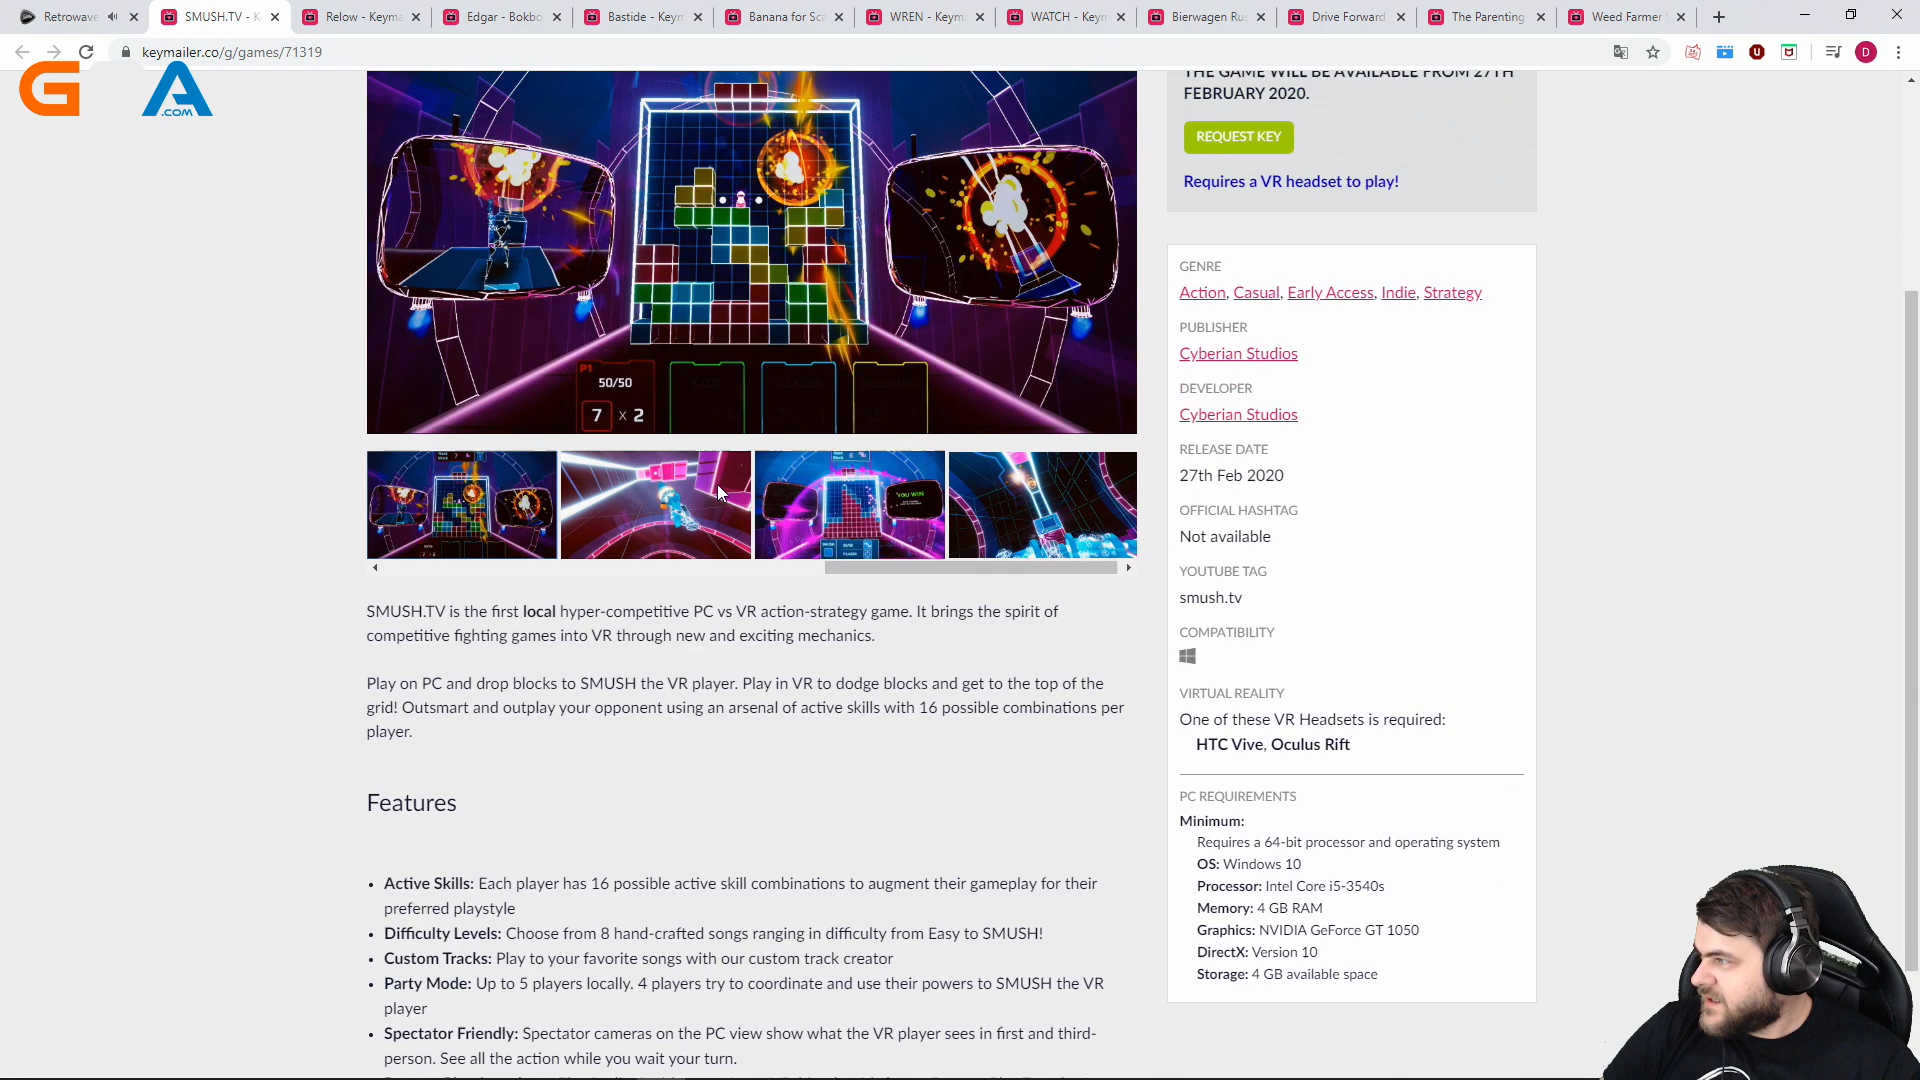 Retrowave
SMUSH.TV - K
Relow - Keyma
Edgar - Bokbo
Bastide - Keym
Banana for Sca
WREN - Keyma
WATCH - Keym
Bierwagen Ru
Drive Forward
The Parenting
Weed Farmer
keymailer.co/g/games/71319
D
G A
.COM
THE GAME WILL BE AVAILABLE FROM 27TH
FEBRUARY 2020.
REQUEST KEY
Requires a VR headset to play!
P1
50/50
7 x 2
YOU WIN
SMUSH.TV is the first local hyper-competitive PC vs VR action-strategy game. It brings the spirit of
competitive fighting games into VR through new and exciting mechanics.
Play on PC and drop blocks to SMUSH the VR player. Play in VR to dodge blocks and get to the top of the
grid! Outsmart and outplay your opponent using an arsenal of active skills with 16 possible combinations per
player.
Features
• Active Skills: Each player has 16 possible active skill combinations to augment their gameplay for their
preferred playstyle
• Difficulty Levels: Choose from 8 hand-crafted songs ranging in difficulty from Easy to SMUSH!
• Custom Tracks: Play to your favorite songs with our custom track creator
• Party Mode: Up to 5 players locally. 4 players try to coordinate and use their powers to SMUSH the VR
player
• Spectator Friendly: Spectator cameras on the PC view show what the VR player sees in first and third-
person. See all the action while you wait your turn.
GENRE
Action, Casual, Early Access, Indie, Strategy
PUBLISHER
Cyberian Studios
DEVELOPER
Cyberian Studios
RELEASE DATE
27th Feb 2020
OFFICIAL HASHTAG
Not available
YOUTUBE TAG
smush.tv
COMPATIBILITY
VIRTUAL REALITY
One of these VR Headsets is required:
HTC Vive, Oculus Rift
PC REQUIREMENTS
Minimum:
Requires a 64-bit processor and operating system
OS: Windows 10
Processor: Intel Core i5-3540s
Memory: 4 GB RAM
Graphics: NVIDIA GeForce GT 1050
DirectX: Version 10
Storage: 4 GB available space